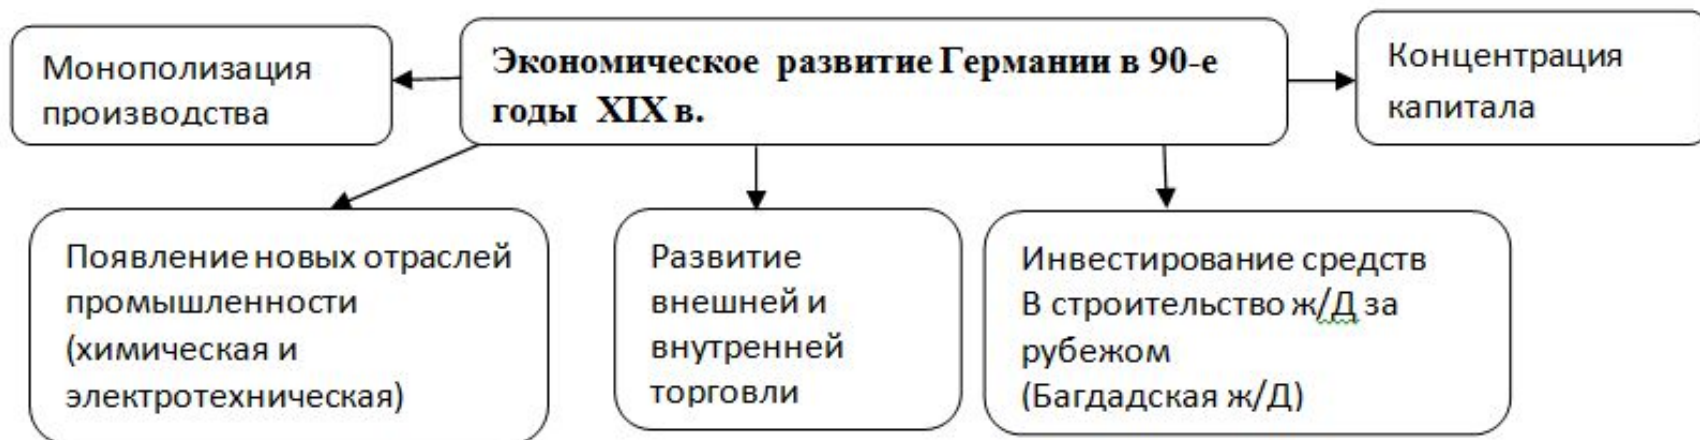 Монополизация
производства
Экономическое развитие Германии в 90-е
годы XIX в.
Концентрация
капитала
Появление новых отраслей
промышленности
(химическая и
электротехническая)
Развитие
внешней и
внутренней
торговли
Инвестирование средств
В строительство ж/Д за
рубежом
(Багдадская ж/Д)